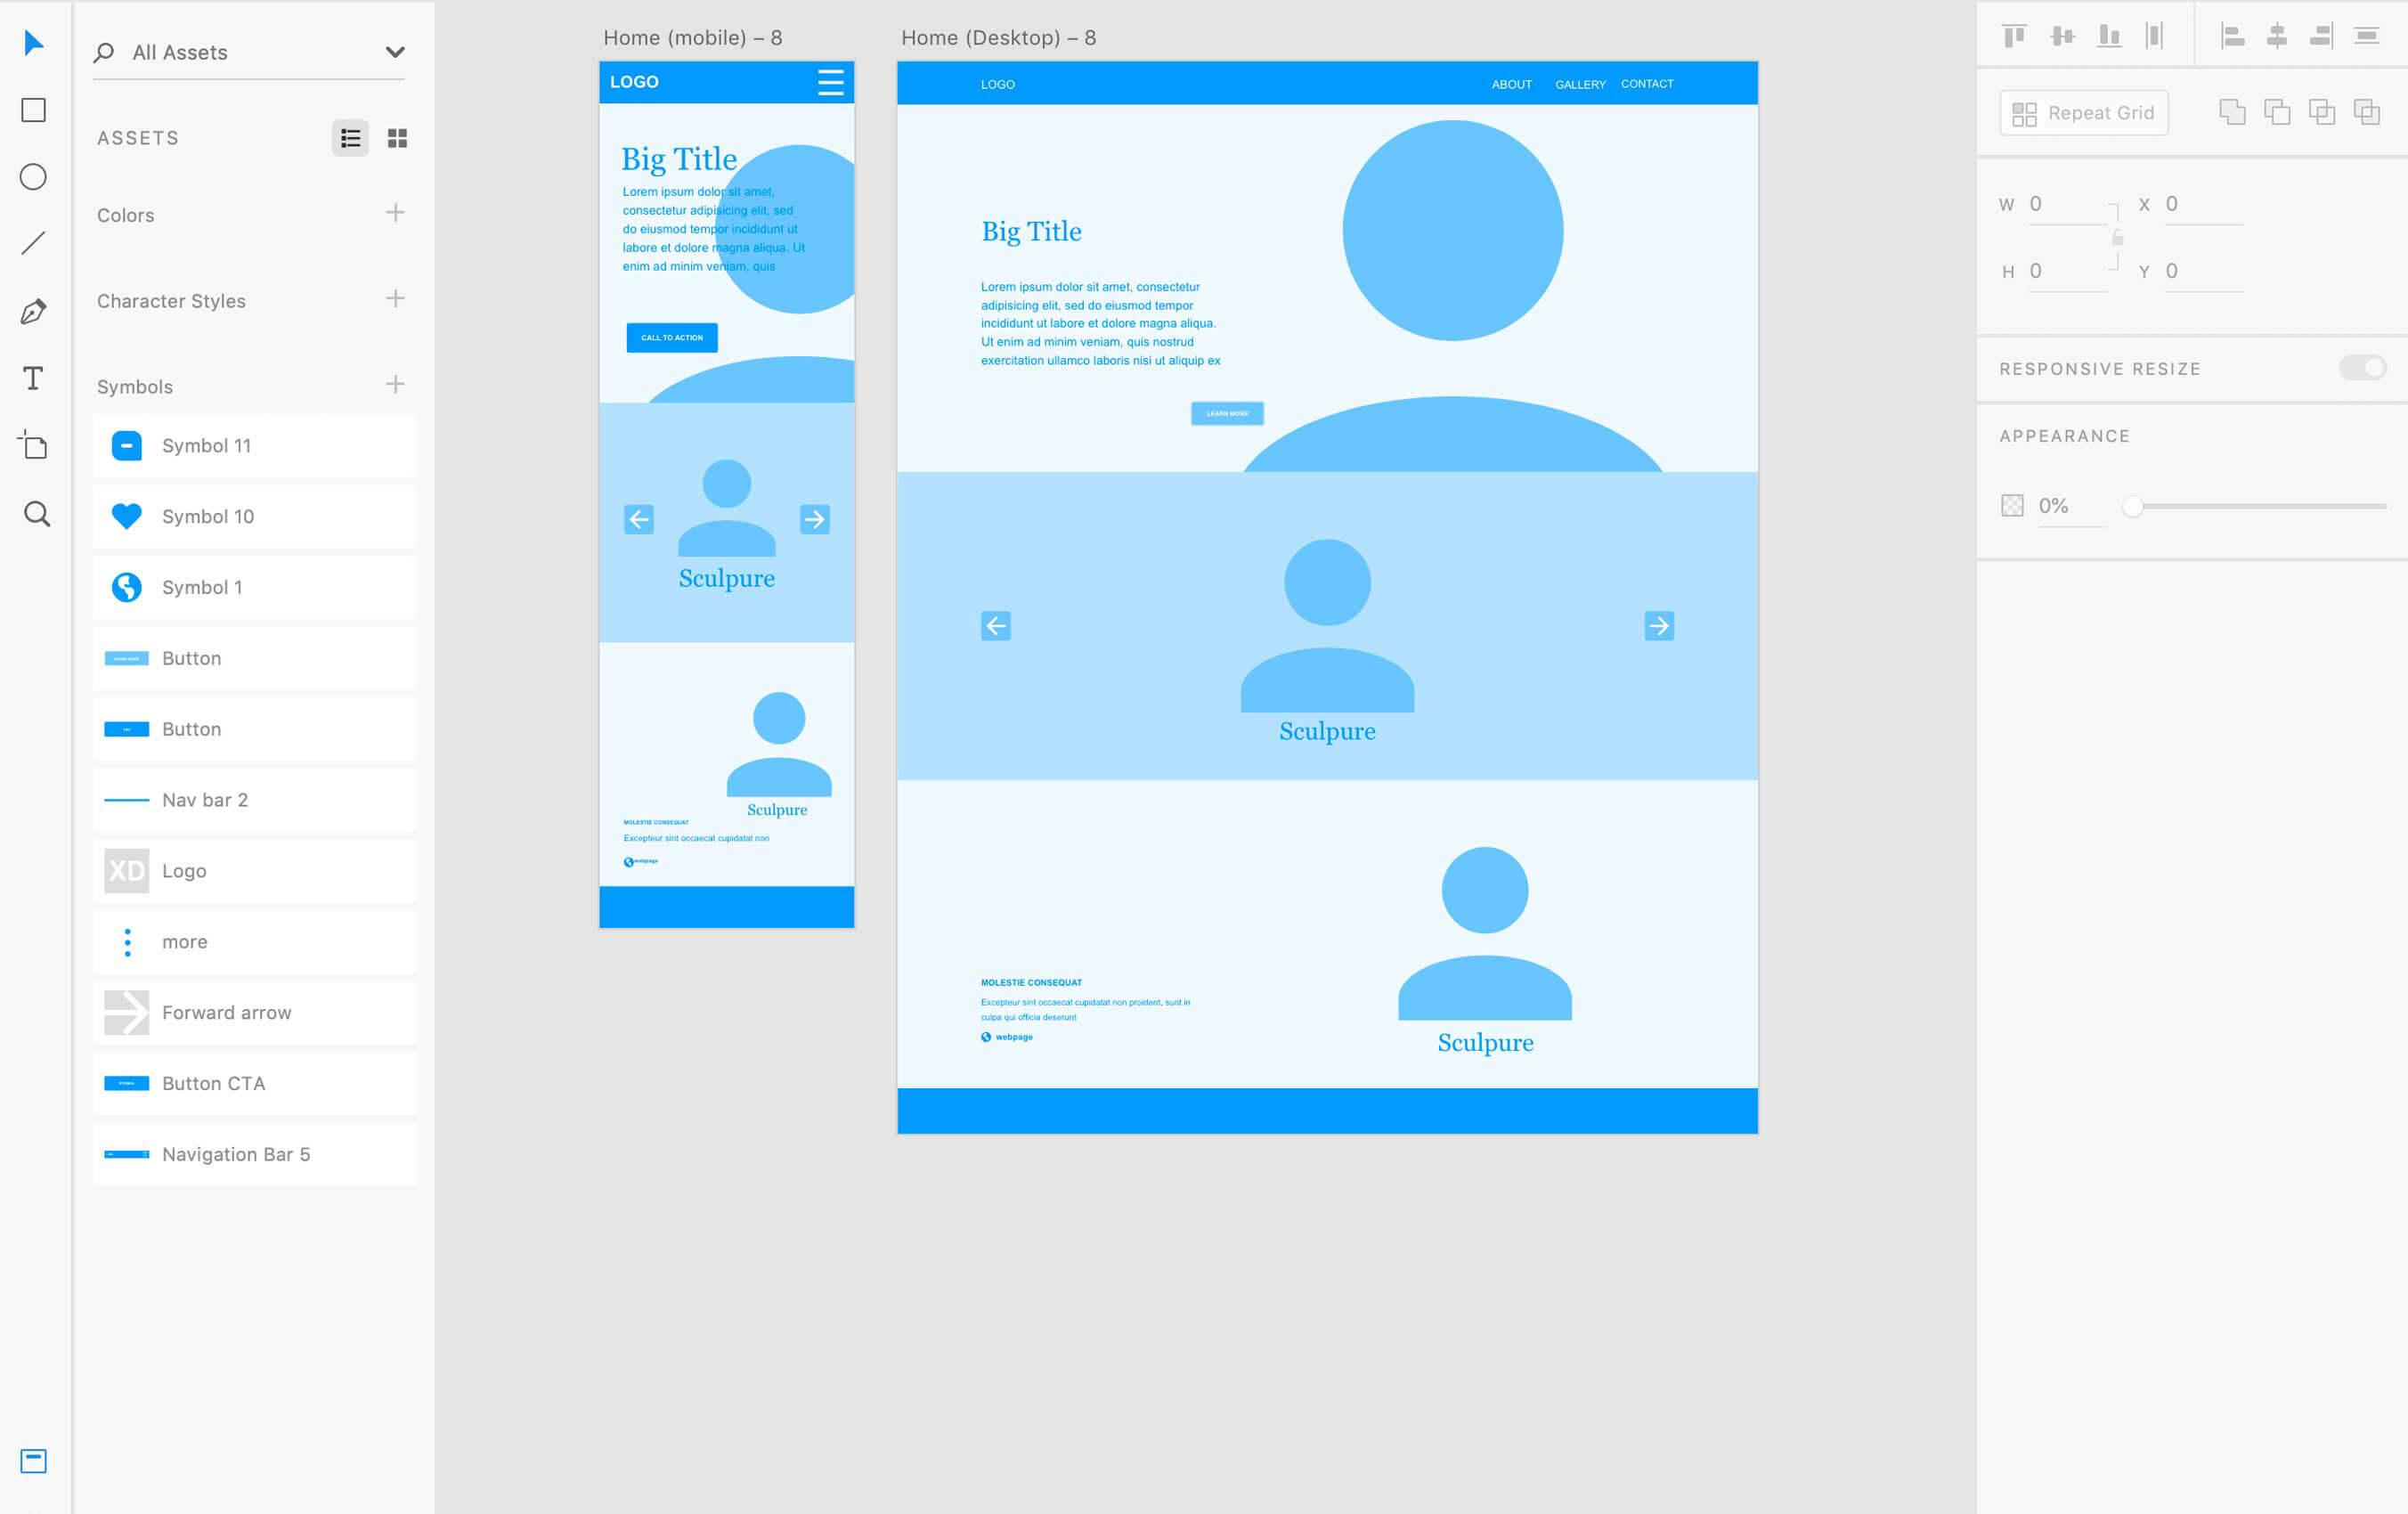 All Assets
ASSETS
Colors
Character Styles
Symbols
Symbol 11
Symbol 10
Symbol 1
Button
Button
Nav bar 2
XD
Logo
more
Forward arrow
Button CTA
Navigation Bar 5
Home (mobile) – 8
LOGO
Big Title
Lorem ipsum dolor sit amet,
consectetur adipisicing elit, sed
do eiusmod tempor incididunt ut
labore et dolore magna aliqua. Ut
enim ad minim veniam, quis
CALL TO ACTION
Sculpure
Sculpure
MOLESTIE CONSEQUAT
Excepteur sint occaecat cupidatat non
webpage
Home (Desktop) – 8
LOGO
ABOUT GALLERY CONTACT
Big Title
Lorem ipsum dolor sit amet, consectetur
adipisicing elit, sed do eiusmod tempor
incididunt ut labore et dolore magna aliqua.
Ut enim ad minim veniam, quis nostrud
exercitation ullamco laboris nisi ut aliquip ex
LEARN MORE
Sculpure
MOLESTIE CONSEQUAT
Excepteur sint occaecat cupidatat non proident, sunt in
culpa qui officia deserunt
webpage
Sculpure
Repeat Grid
W 0 X 0
H 0 Y 0
RESPONSIVE RESIZE
APPEARANCE
0%